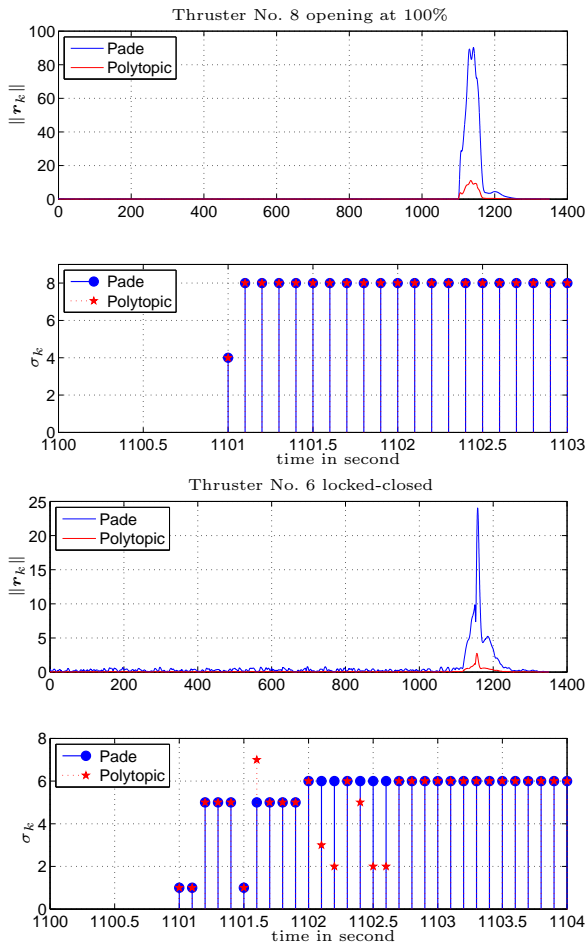 Thruster No. 8 opening at 100%
100
80
60
40
20
0
‖r_k‖
Pade
Polytopic
0 200 400 600 800 1000 1200 1400
8
6
4
2
0
σ_k
Pade
Polytopic
1100 1100.5 1101 1101.5 1102 1102.5 1103
time in second
Thruster No. 6 locked-closed
25
20
15
10
5
0
‖r_k‖
Pade
Polytopic
0 200 400 600 800 1000 1200 1400
8
6
4
2
0
σ_k
Pade
Polytopic
1100 1100.5 1101 1101.5 1102 1102.5 1103 1103.5 1104
time in second